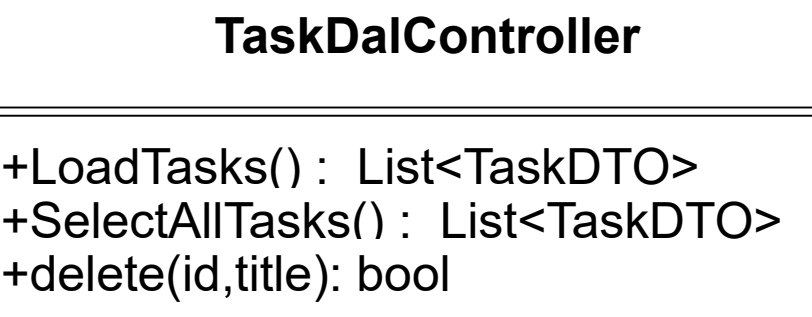 TaskDalController
+LoadTasks() :  List<TaskDTO>
+SelectAllTasks() :  List<TaskDTO>
+delete(id,title): bool